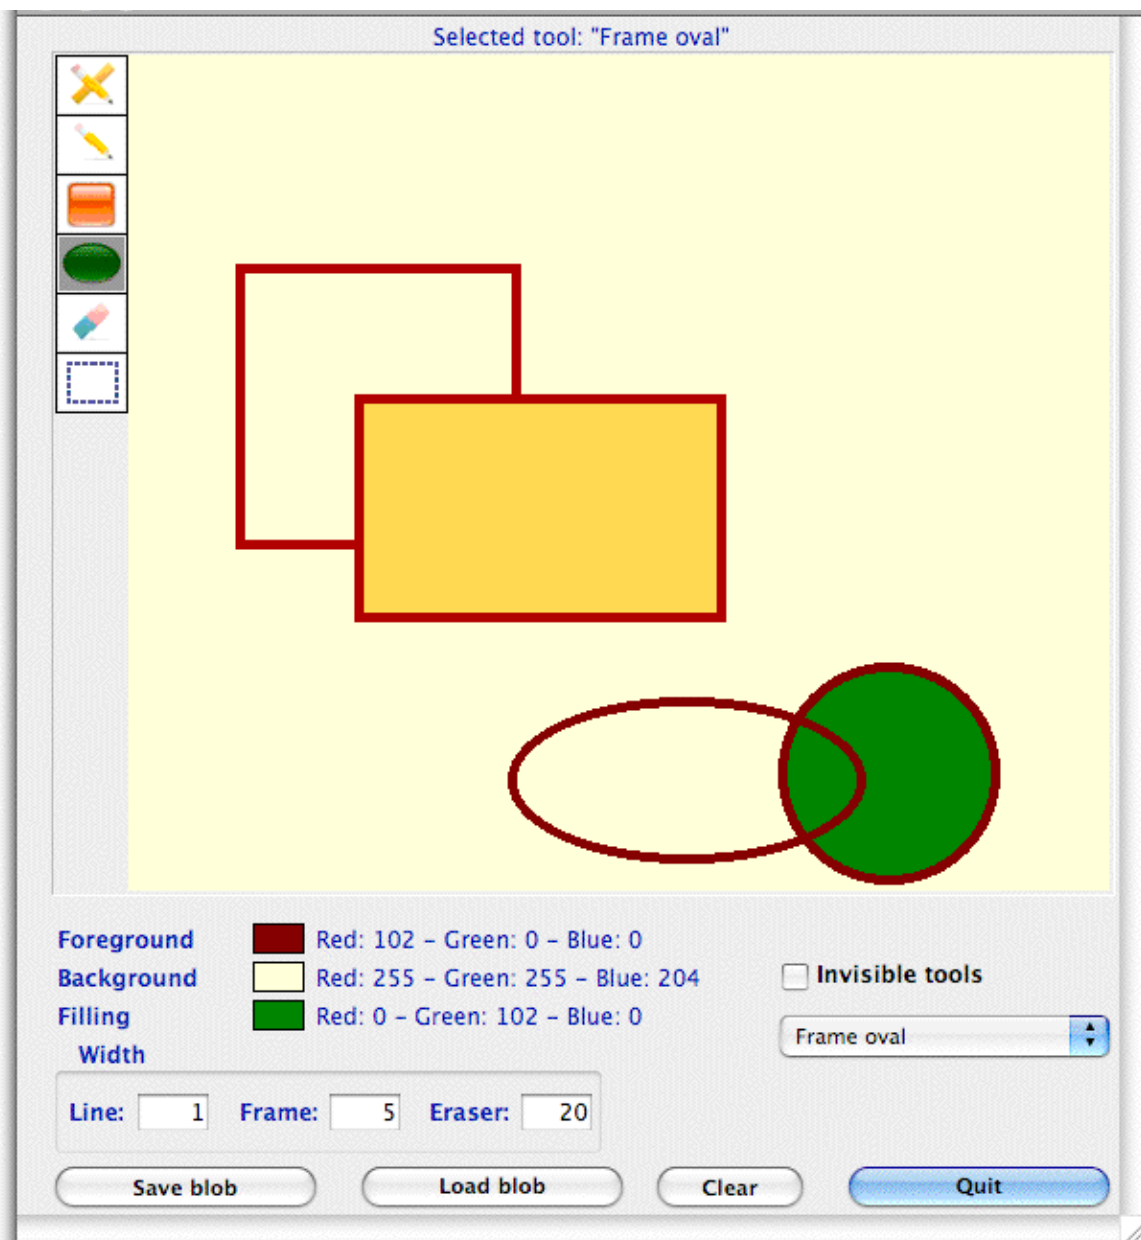 Selected tool: "Frame oval"
Foreground Red: 102 – Green: 0 – Blue: 0
Background Red: 255 – Green: 255 – Blue: 204
Invisible tools
Filling Red: 0 – Green: 102 – Blue: 0
Frame oval
Width
Line: 1 Frame: 5 Eraser: 20
Save blob Load blob Clear Quit